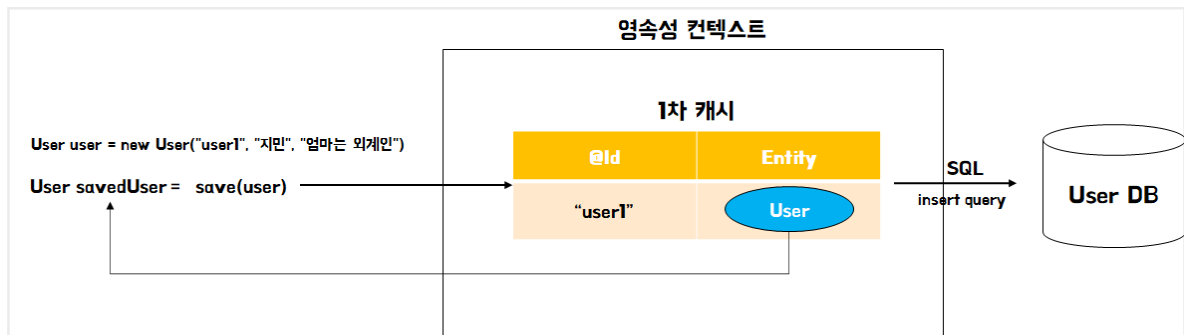 영속성 컨텍스트
1차 캐시
User user = new User("user1", "지민", "엄마는 외계인")
@Id
Entity
User savedUser = save(user)
SQL
insert query
"user1"
User
User DB